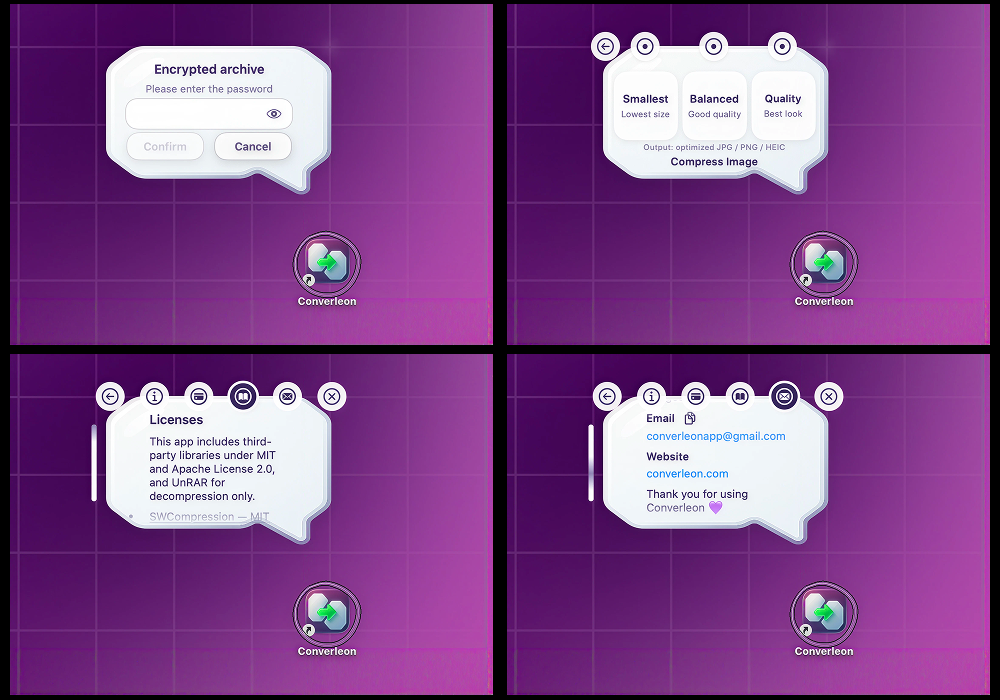 Encrypted archive
Please enter the password
Confirm
Cancel
Converleon
Smallest
Lowest size
Balanced
Good quality
Quality
Best look
Output: optimized JPG / PNG / HEIC
Compress Image
Converleon
Licenses
This app includes third-
party libraries under MIT
and Apache License 2.0,
and UnRAR for
decompression only.
• SWCompression — MIT
Converleon
Email
converleonapp@gmail.com
Website
converleon.com
Thank you for using
Converleon 💜
Converleon